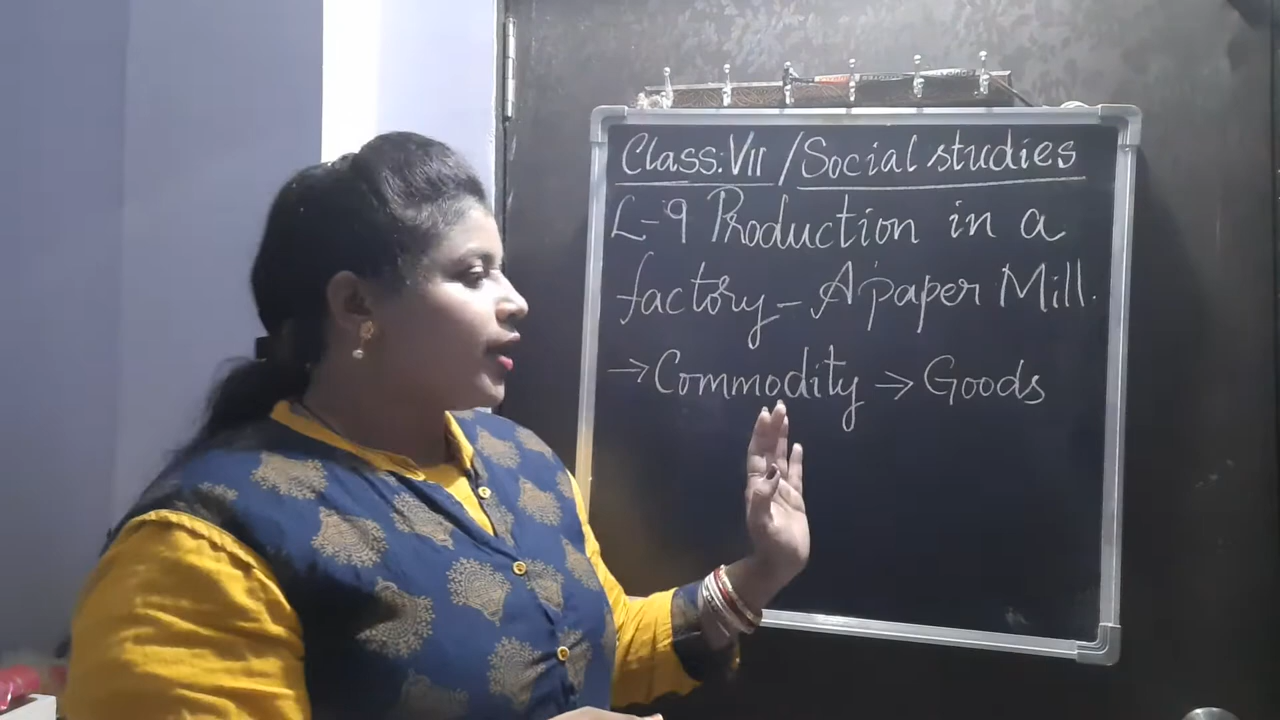 Class: VII / Social studies
L-9 Production in a
factory - A paper Mill.
→ Commodity → Goods